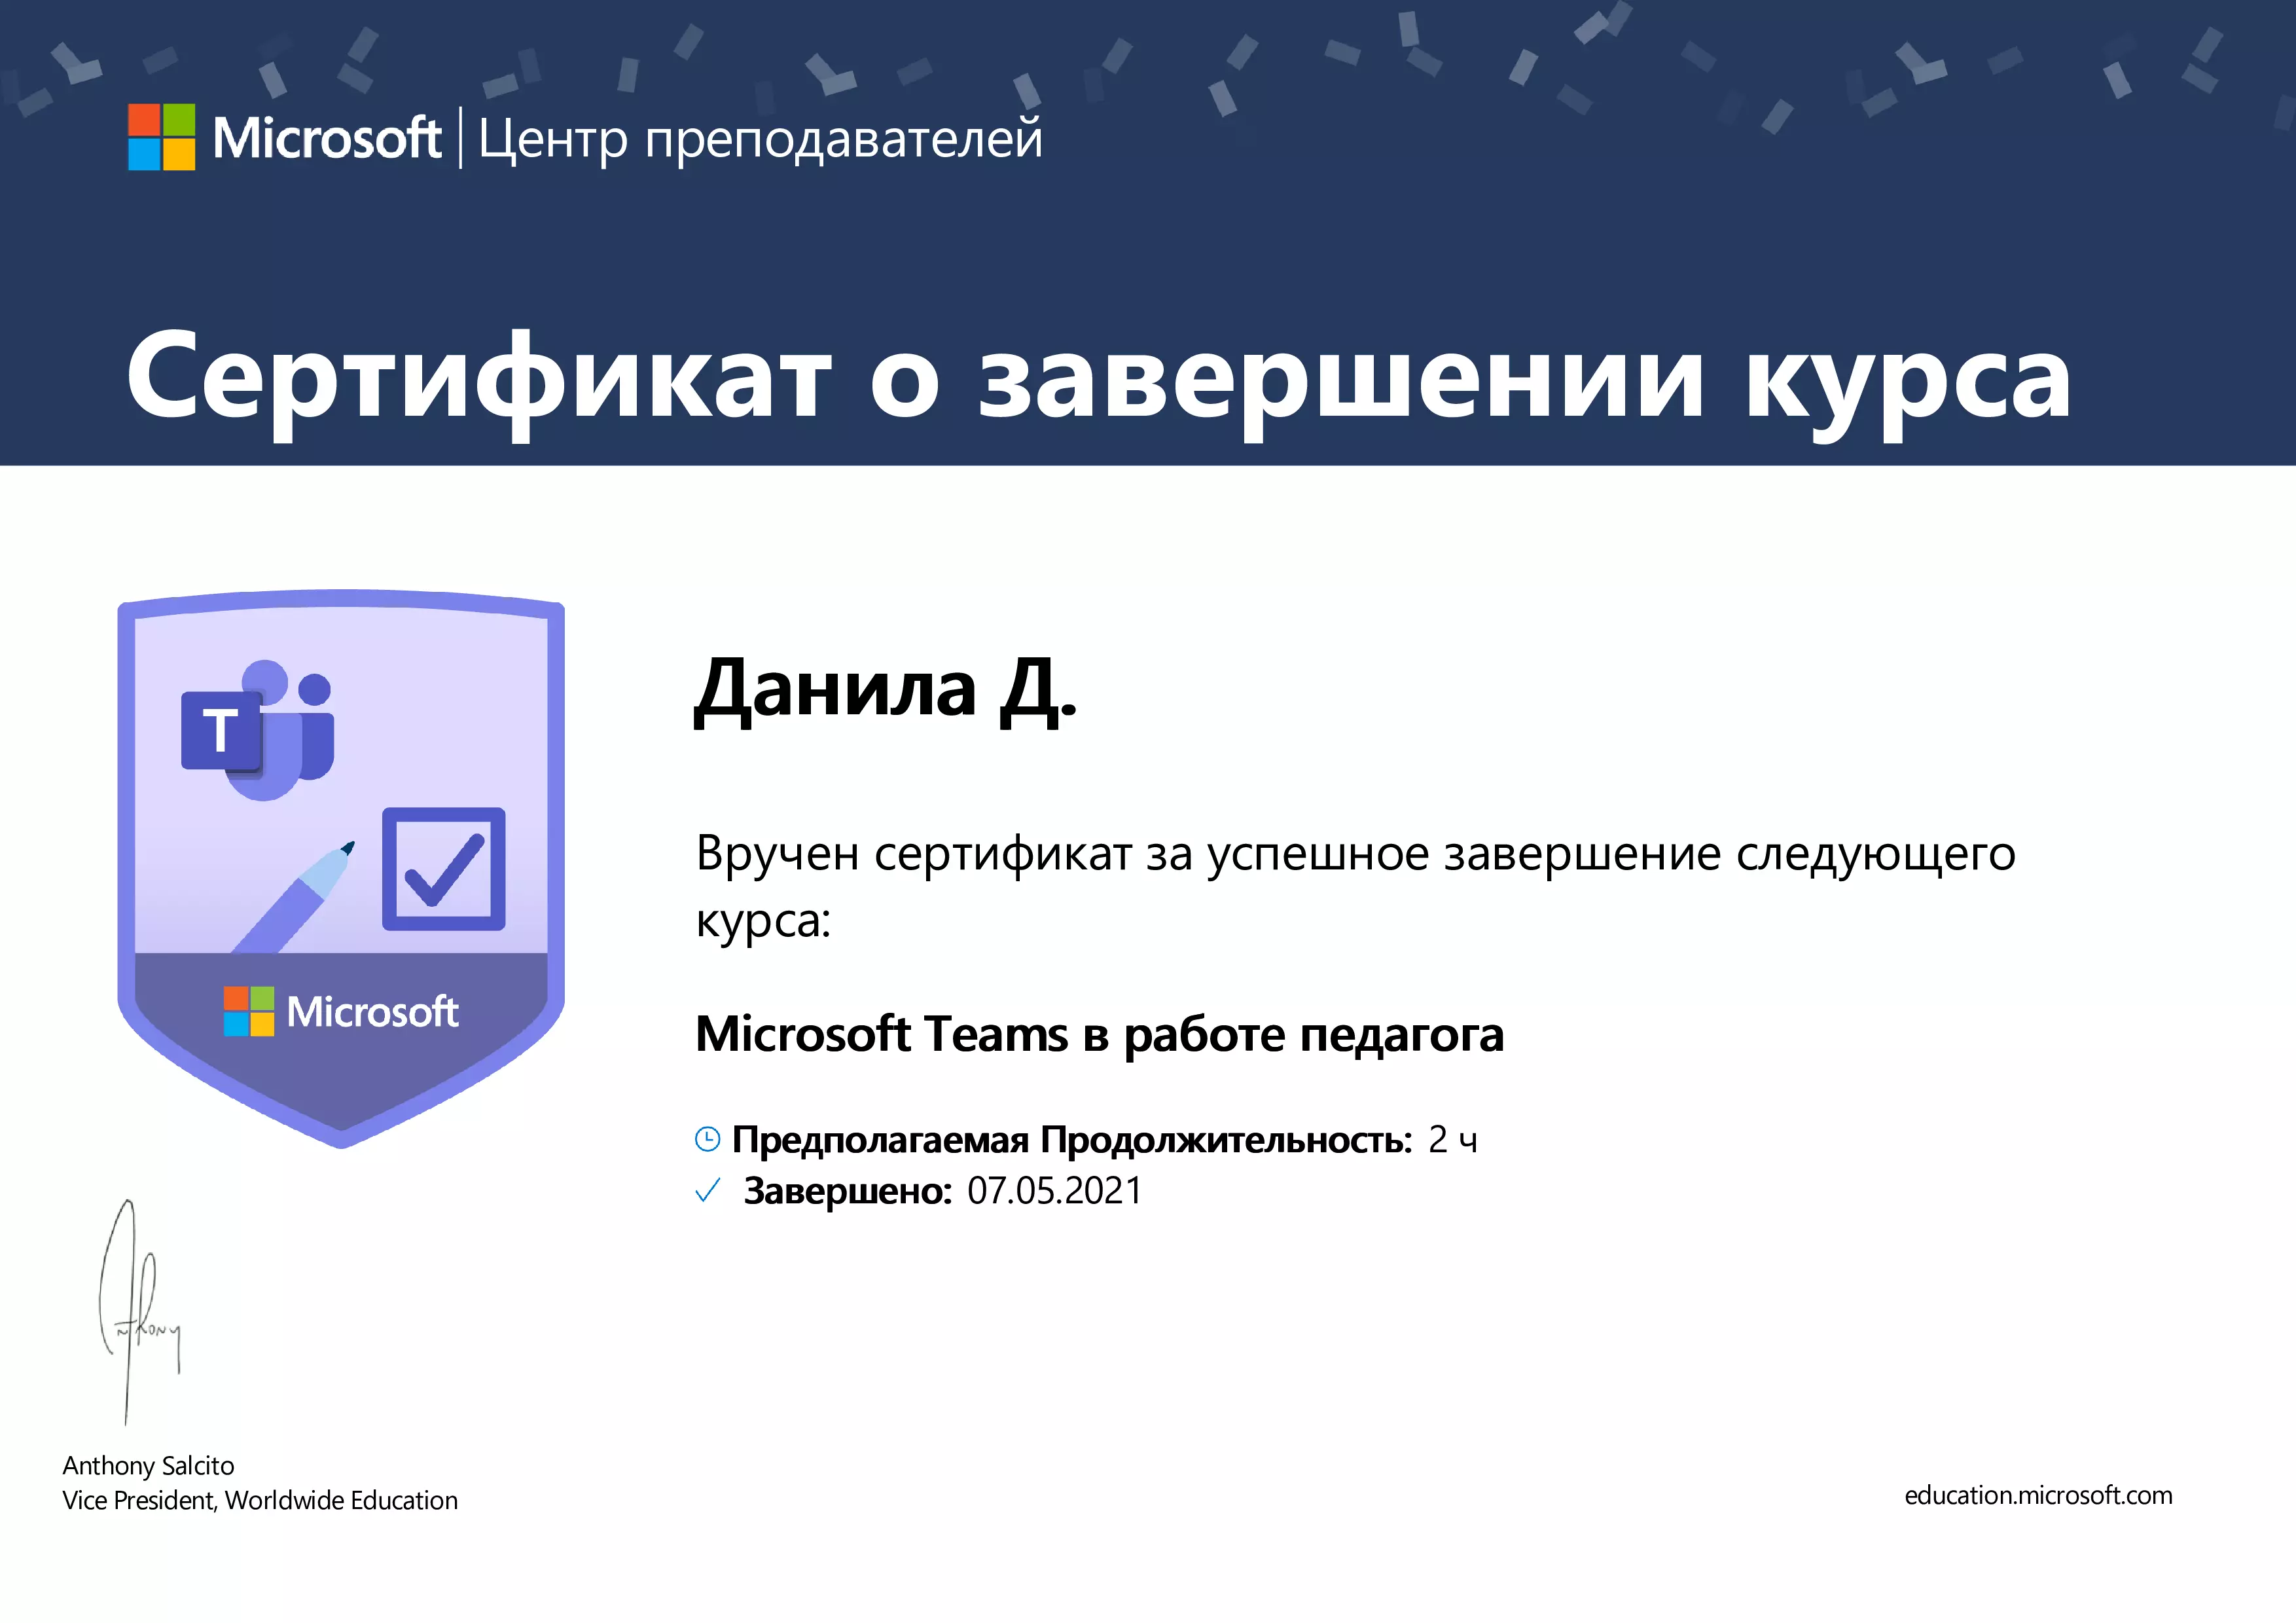 Microsoft | Центр преподавателей
Сертификат о завершении курса
Данила Д.
Вручен сертификат за успешное завершение следующего
курса:
Microsoft Teams в работе педагога
Предполагаемая Продолжительность: 2 ч
Завершено: 07.05.2021
T
Microsoft
Anthony
Anthony Salcito
Vice President, Worldwide Education
education.microsoft.com